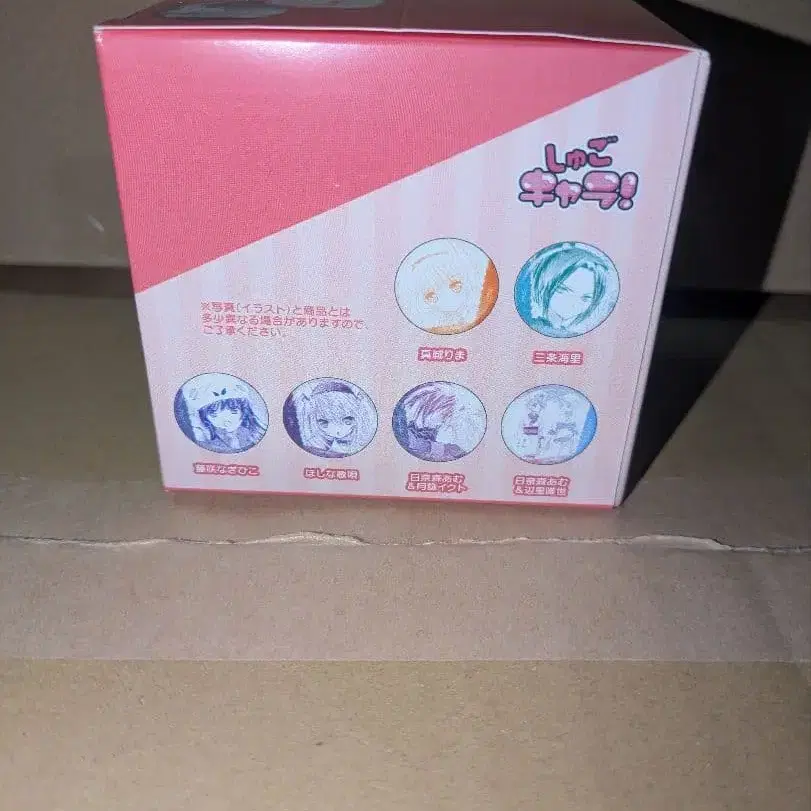 しゅご
キャラ!
※写真(イラスト)と商品とは
多少異なる場合がありますので、
ご了承ください。
真城りま
三条海里
藤咲なぎひこ
ほしな歌唄
日奈森あむ
&月詠イクト
日奈森あむ
&辺里唯世